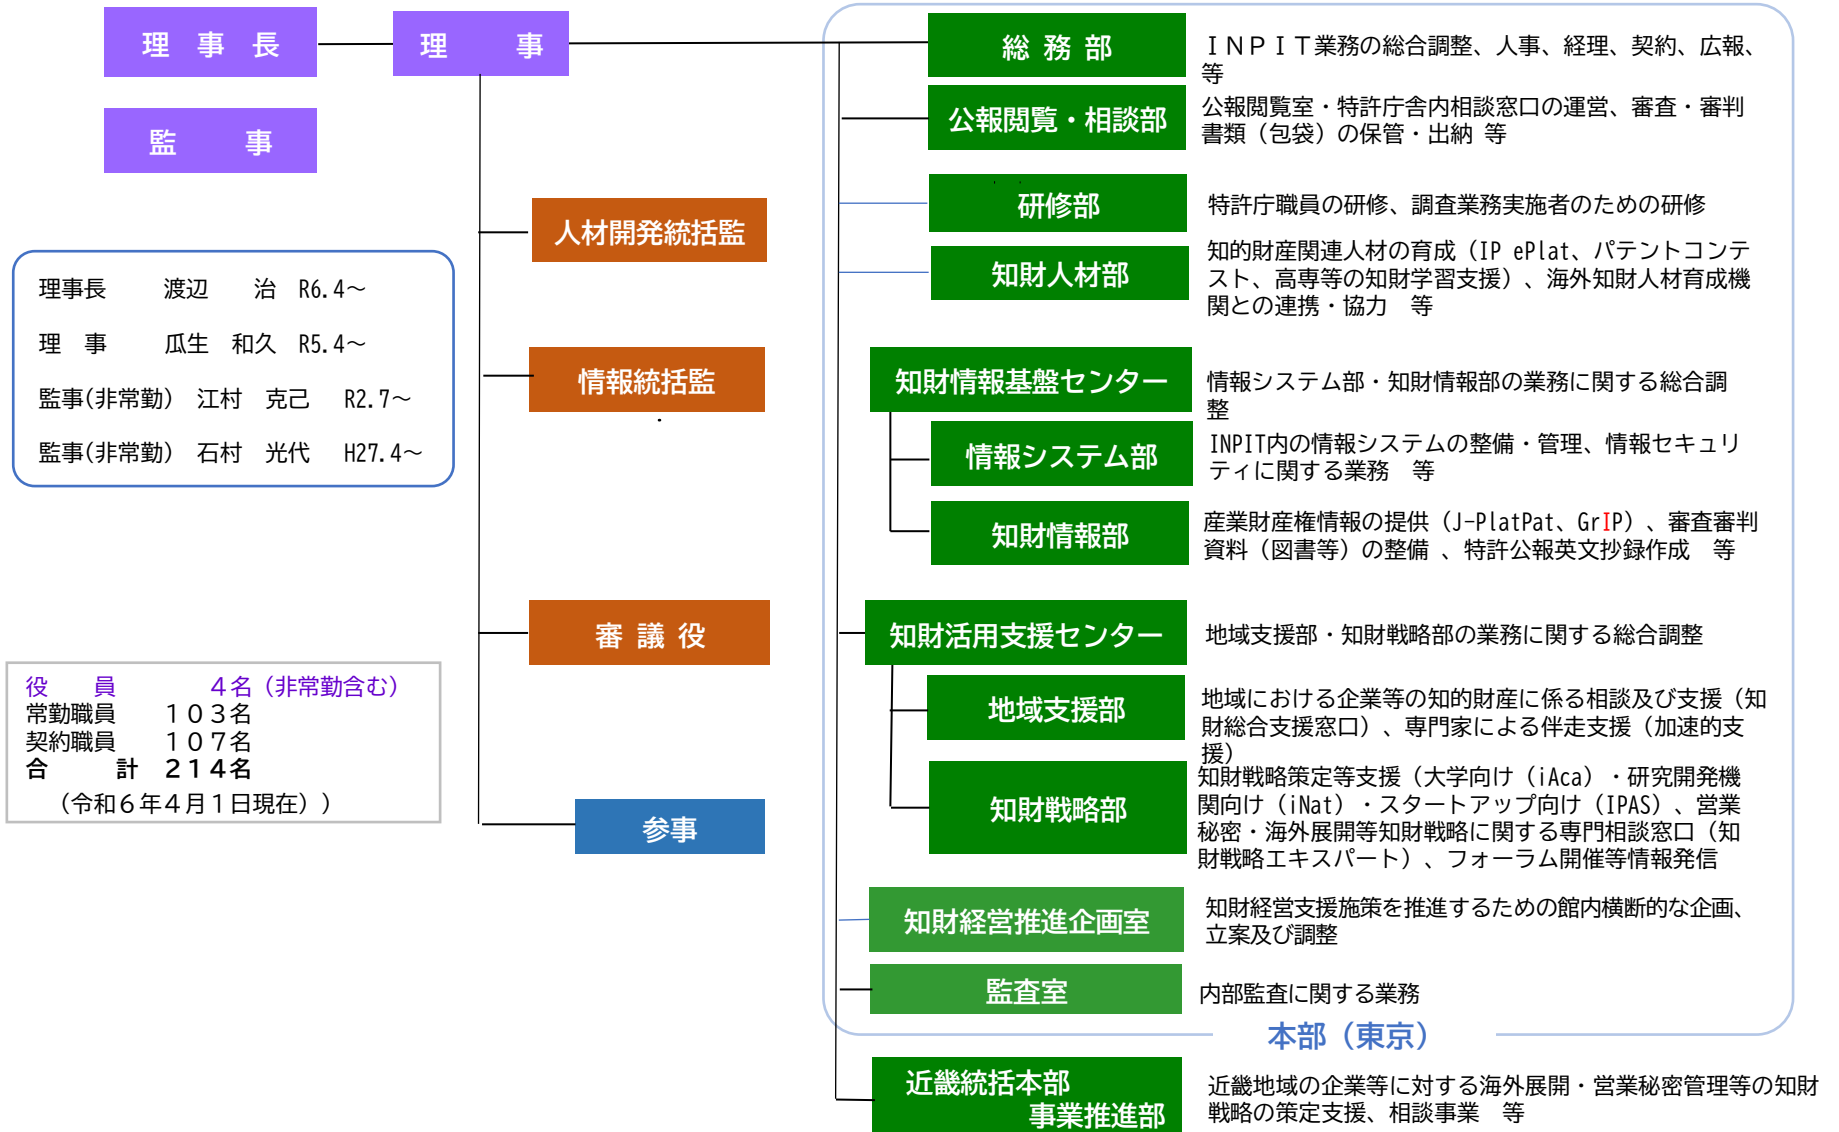 理　事　長
理　　　事
監　　　事
人材開発統括監
情報統括監
審 議 役
参事
理事長　　渡辺　　治　R6.4～
理　事　　瓜生　和久　R5.4～
監事(非常勤)　江村　克己　R2.7～
監事(非常勤)　石村　光代　H27.4～
役　　員　　　　4名（非常勤含む）
常勤職員　　１０３名
契約職員　　１０７名
合　　　計　２１４名
（令和６年４月１日現在））
総 務 部
ＩＮＰＩＴ業務の総合調整、人事、経理、契約、広報、
等
公報閲覧・相談部
公報閲覧室・特許庁舎内相談窓口の運営、審査・審判
書類（包袋）の保管・出納 等
研修部
特許庁職員の研修、調査業務実施者のための研修
知財人材部
知的財産関連人材の育成（IP ePlat、パテントコンテ
スト、高専等の知財学習支援）、海外知財人材育成機
関との連携・協力　等
知財情報基盤センター
情報システム部・知財情報部の業務に関する総合調
整
情報システム部
INPIT内の情報システムの整備・管理、情報セキュリ
ティに関する業務　等
知財情報部
産業財産権情報の提供（J-PlatPat、GrIP）、審査審判
資料（図書等）の整備 、特許公報英文抄録作成　等
知財活用支援センター
地域支援部・知財戦略部の業務に関する総合調整
地域支援部
地域における企業等の知的財産に係る相談及び支援（知
財総合支援窓口）、専門家による伴走支援（加速的支
援）
知財戦略部
知財戦略策定等支援（大学向け（iAca）・研究開発機
関向け（iNat）・スタートアップ向け（IPAS）、営業
秘密・海外展開等知財戦略に関する専門相談窓口（知
財戦略エキスパート）、フォーラム開催等情報発信
知財経営推進企画室
知財経営支援施策を推進するための館内横断的な企画、
立案及び調整
監査室
内部監査に関する業務
本部（東京）
近畿統括本部
事業推進部
近畿地域の企業等に対する海外展開・営業秘密管理等の知財
戦略の策定支援、相談事業　等